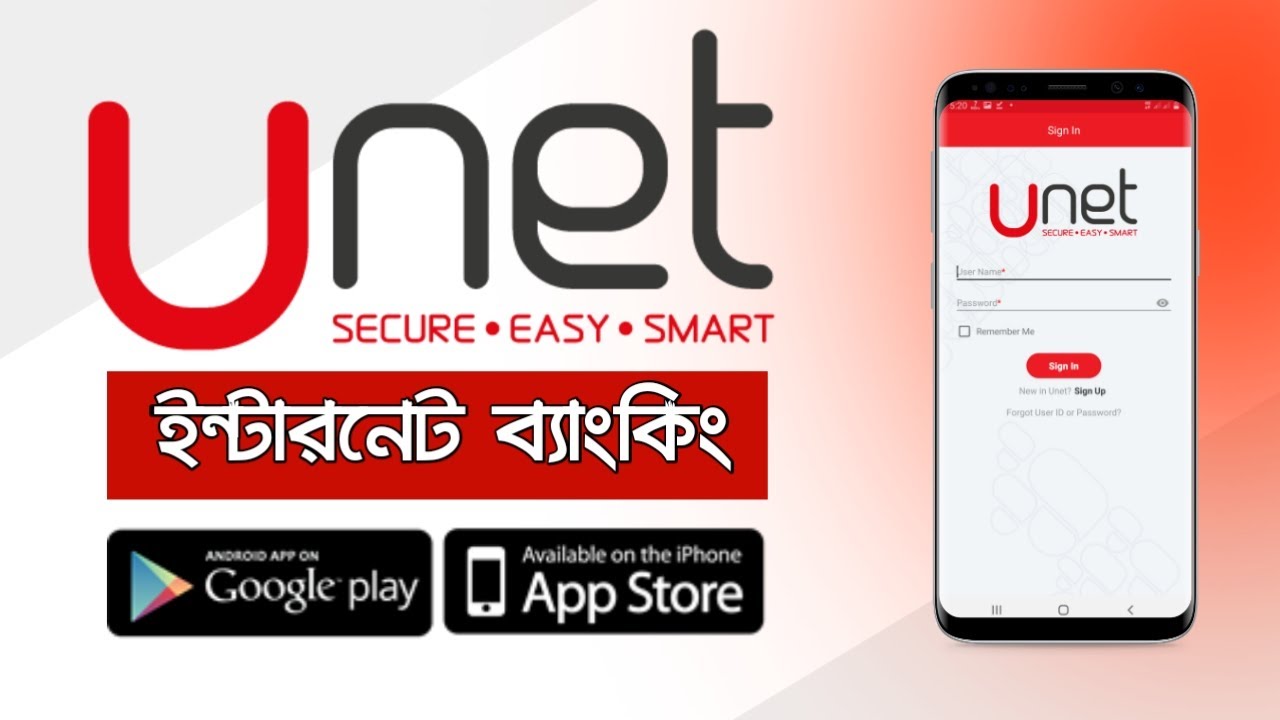 Unet
SECURE • EASY • SMART
ইন্টারনেট ব্যাংকিং
ANDROID APP ON
Google play
Available on the iPhone
App Store
5:20
Sign In
Unet
SECURE • EASY • SMART
User Name*
Password*
Remember Me
Sign In
New in Unet? Sign Up
Forgot User ID or Password?